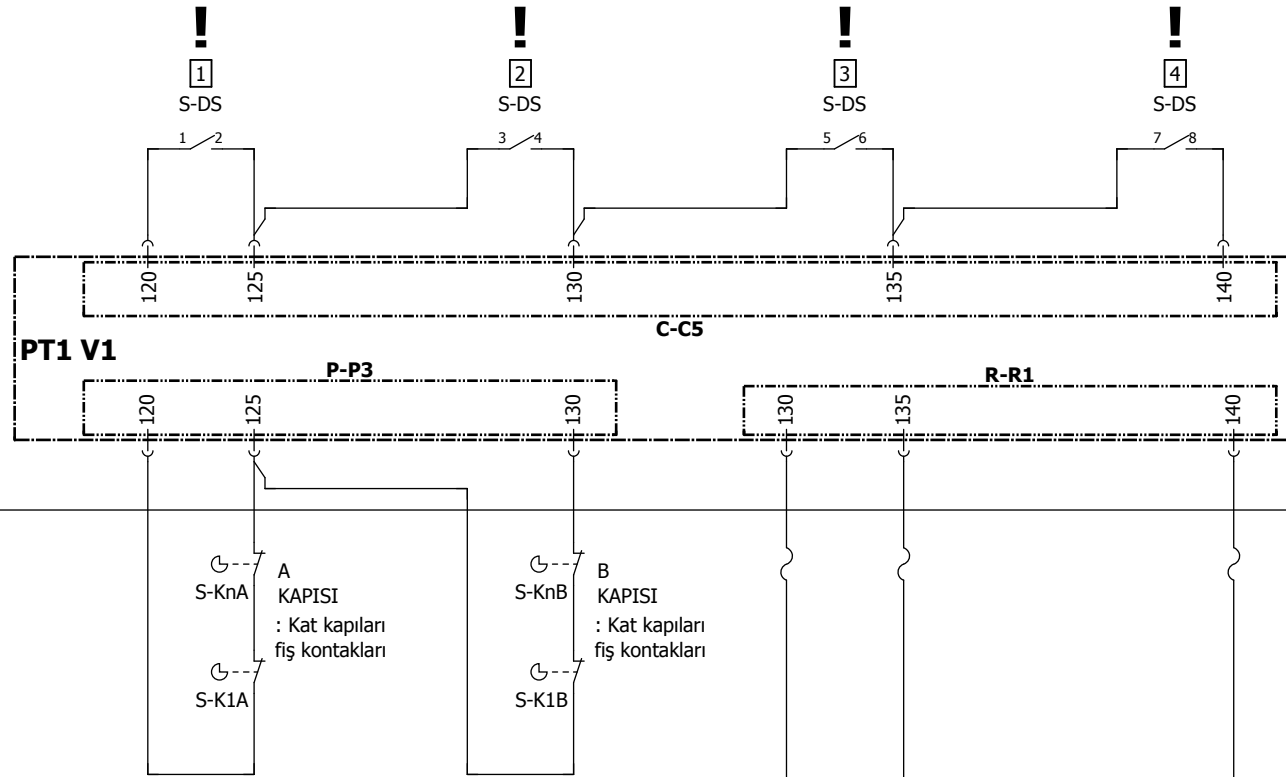 ! ! ! !
1 2 3 4
S-DS S-DS S-DS S-DS
1 2 3 4 5 6 7 8
120 125 130 135 140
C-C5
PT1 V1
P-P3 R-R1
120 125 130 130 135 140
S-KnA A S-KnB B
KAPISI KAPISI
: Kat kapıları : Kat kapıları
fiş kontakları fiş kontakları
S-K1A S-K1B